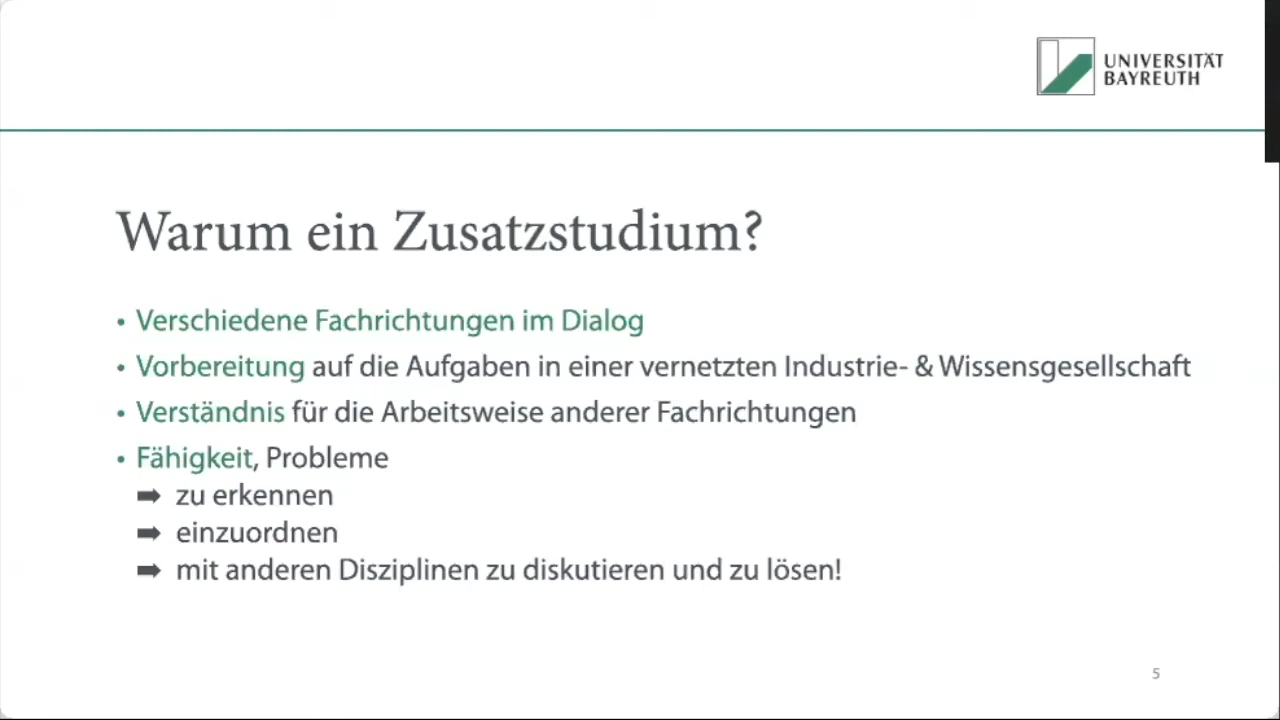 UNIVERSITÄT
BAYREUTH
Warum ein Zusatzstudium?
• Verschiedene Fachrichtungen im Dialog
• Vorbereitung auf die Aufgaben in einer vernetzten Industrie- & Wissensgesellschaft
• Verständnis für die Arbeitsweise anderer Fachrichtungen
• Fähigkeit, Probleme
➡ zu erkennen
➡ einzuordnen
➡ mit anderen Disziplinen zu diskutieren und zu lösen!
5